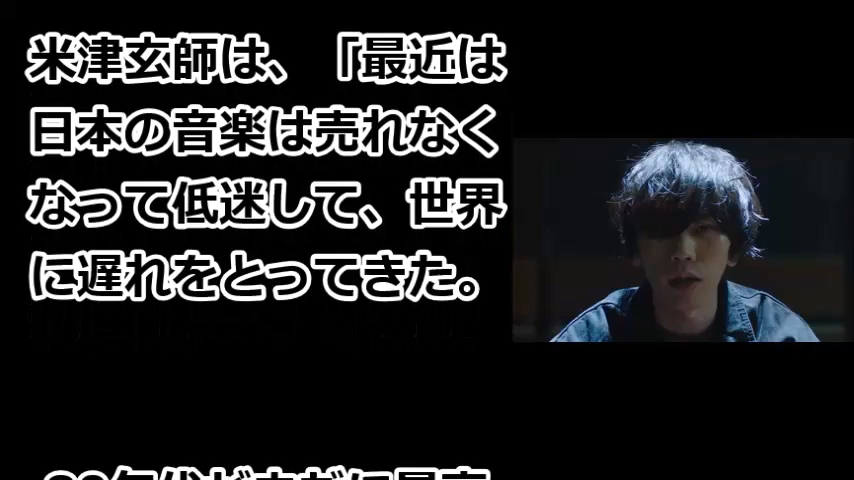 米津玄師は、「最近は
日本の音楽は売れなく
なって低迷して、世界
に遅れをとってきた。